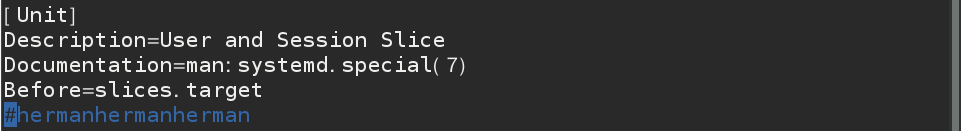 [Unit]
Description=User and Session Slice
Documentation=man:systemd.special(7)
Before=slices.target
#hermanhermanherman